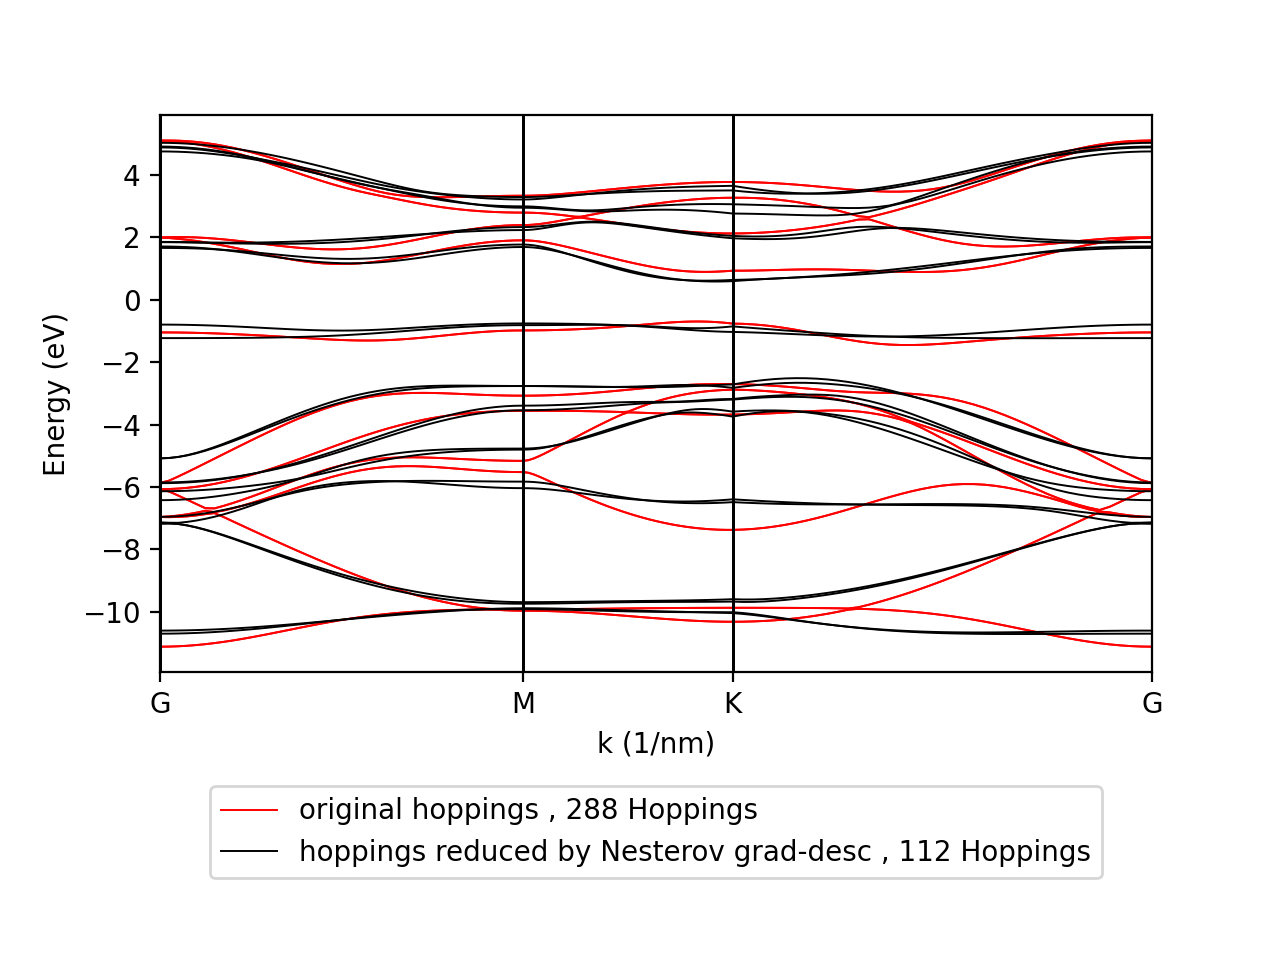 4
2
0
−2
−4
−6
−8
−10
Energy (eV)
G M K G
k (1/nm)
original hoppings , 288 Hoppings
hoppings reduced by Nesterov grad-desc , 112 Hoppings